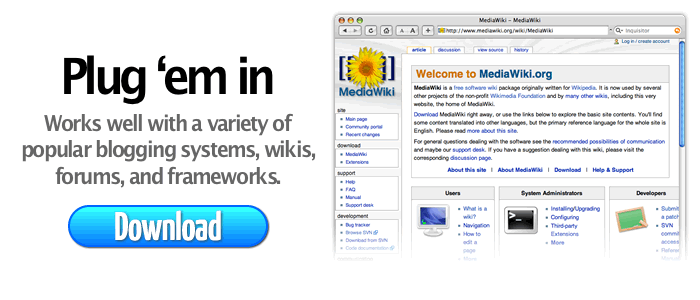 Plug ‘em in
Works well with a variety of
popular blogging systems, wikis,
forums, and frameworks.
Download
MediaWiki – MediaWiki
http://www.mediawiki.org/wiki/MediaWiki
Inquisitor
A A
Log in / create account
article discussion view source history
MediaWiki
site
Main page
Community portal
Recent changes
download
MediaWiki
Extensions
support
Help
FAQ
Manual
Support desk
development
Bug tracker
Browse SVN
Download from SVN
Code documentation
Welcome to MediaWiki.org
MediaWiki is a free software wiki package originally written for Wikipedia. It is now used by several
other projects of the non-profit Wikimedia Foundation and by many other wikis, including this very
website, the home of MediaWiki.
Download MediaWiki right away, or use the links below to explore the basic site contents. You'll find
some content translated into other languages, but the primary reference language for the whole site is
English. Please read more about this site.
For general questions dealing with the software see the recommended possibilities of communication
and maybe our support desk. If you have a suggestion dealing with this wiki, please visit the
corresponding discussion page.
About this site | About MediaWiki | Download | Help & Support
Users
What is a
wiki?
Navigation
How to
edit a
page
System Administrators
Installing/Upgrading
Configuring
Third-party
Extensions
More
Developers
Submit
a patch
SVN
commit
access